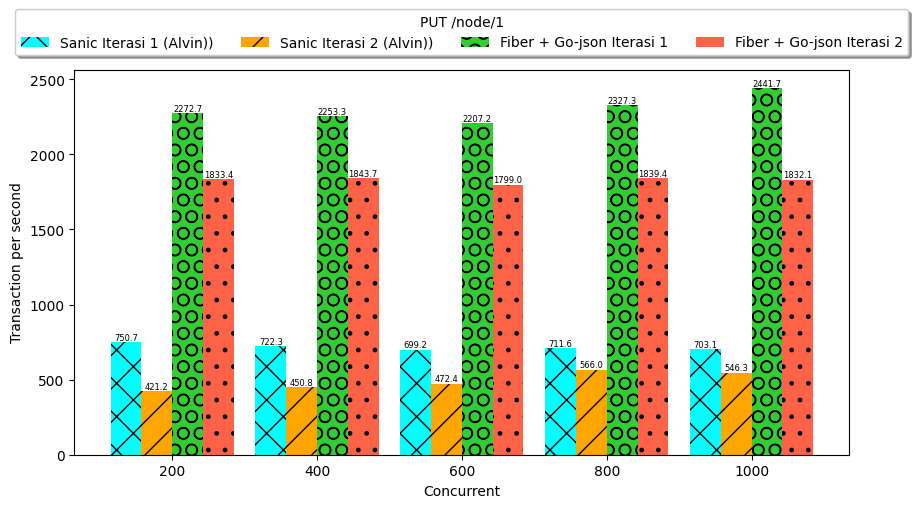 PUT /node/1
Sanic Iterasi 1 (Alvin)) Sanic Iterasi 2 (Alvin)) Fiber + Go-json Iterasi 1 Fiber + Go-json Iterasi 2
2500
2000
1500
1000
500
0
Transaction per second
750.7 421.2 2272.7 1833.4
722.3 450.8 2253.3 1843.7
699.2 472.4 2207.2 1799.0
711.6 566.0 2327.3 1839.4
703.1 546.3 2441.7 1832.1
200 400 600 800 1000
Concurrent